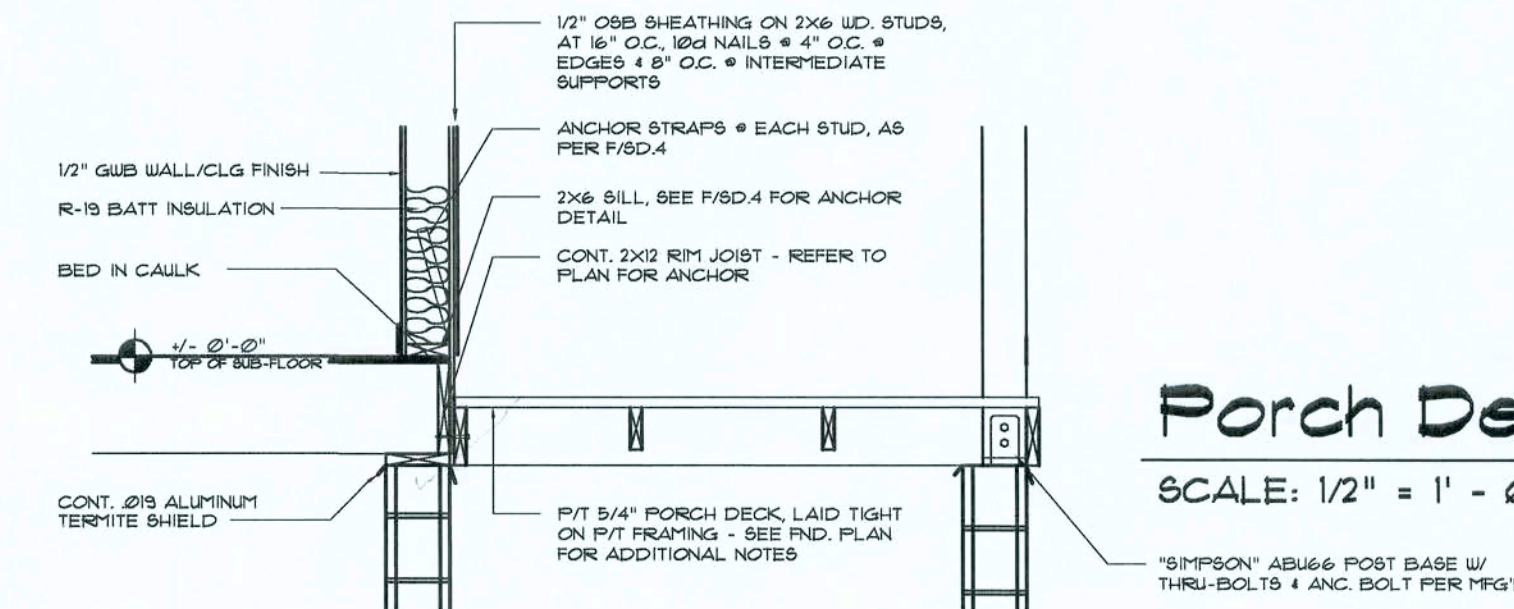 1/2" OSB SHEATHING ON 2X6 WD. STUDS,
AT 16" O.C., 10d NAILS @ 4" O.C. @
EDGES & 8" O.C. @ INTERMEDIATE
SUPPORTS
ANCHOR STRAPS @ EACH STUD, AS
PER F/SD.4
1/2" GWB WALL/CLG FINISH
R-19 BATT INSULATION
2X6 SILL, SEE F/SD.4 FOR ANCHOR
DETAIL
BED IN CAULK
CONT. 2X12 RIM JOIST - REFER TO
PLAN FOR ANCHOR
+/- Ø'-Ø"
TOP OF SUB-FLOOR
Porch De
SCALE: 1/2" = 1' - Ø
CONT. .Ø19 ALUMINUM
TERMITE SHIELD
P/T 5/4" PORCH DECK, LAID TIGHT
ON P/T FRAMING - SEE FND. PLAN
FOR ADDITIONAL NOTES
"SIMPSON" ABU66 POST BASE W/
THRU-BOLTS & ANC. BOLT PER MFG'